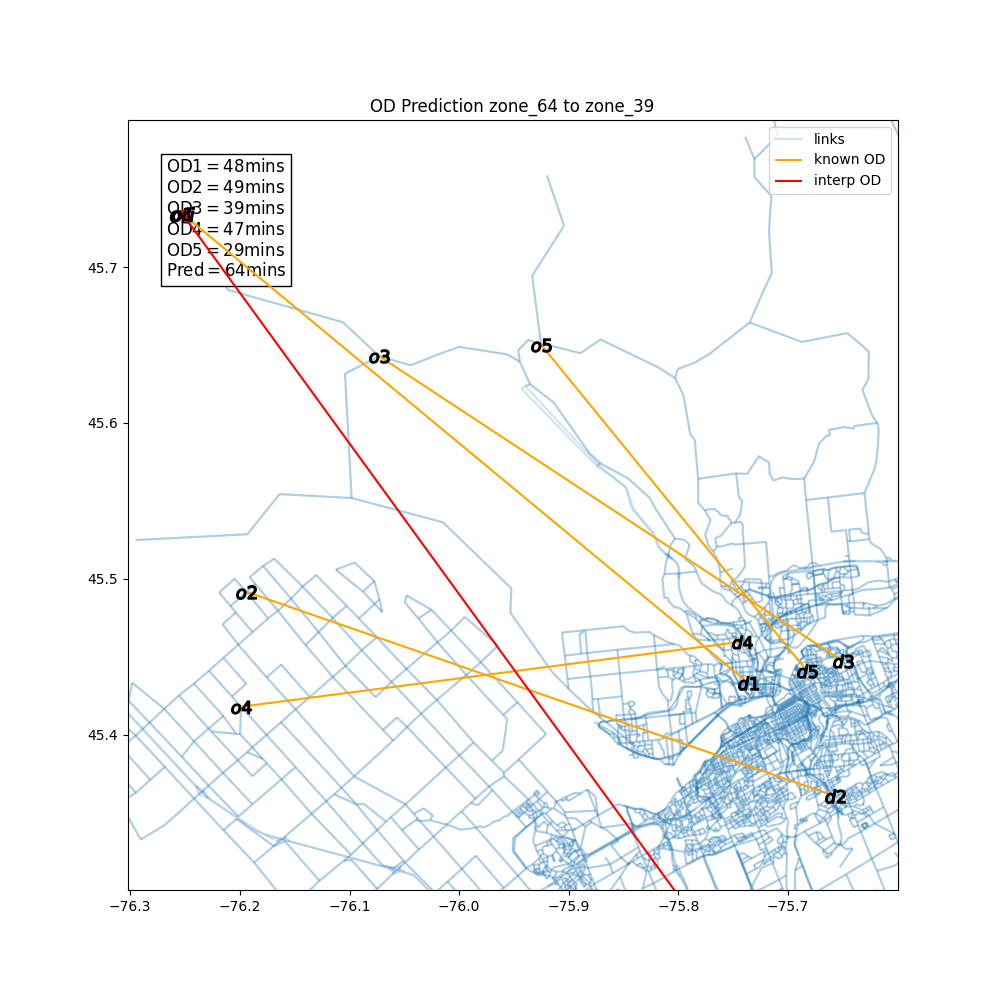 OD Prediction zone_64 to zone_39
links
known OD
interp OD
OD1 = 48mins
OD2 = 49mins
OD3 = 39mins
OD4 = 47mins
OD5 = 29mins
Pred = 64mins
o3
o5
o2
o4
d4
d3
d5
d1
d2
45.7
45.6
45.5
45.4
−76.3
−76.2
−76.1
−76.0
−75.9
−75.8
−75.7